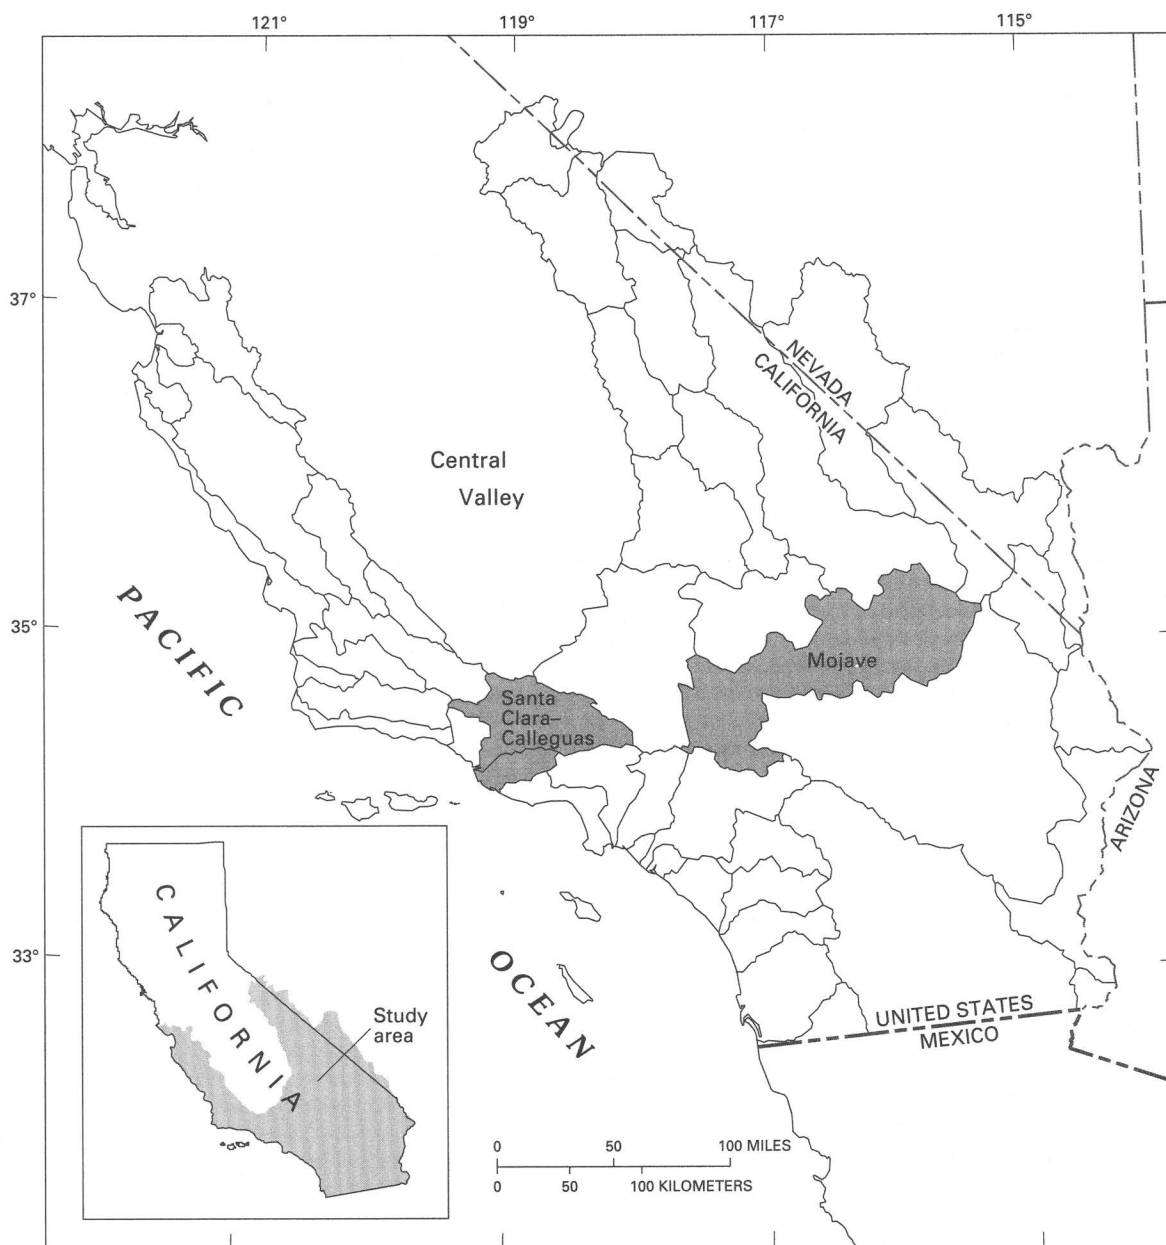 121° 119° 117° 115°
37°
NEVADA
CALIFORNIA
Central
Valley
35°
PACIFIC
Mojave
Santa
Clara–
Calleguas
ARIZONA
33°
OCEAN
CALIFORNIA
Study
area
UNITED STATES
MEXICO
0 50 100 MILES
0 50 100 KILOMETERS